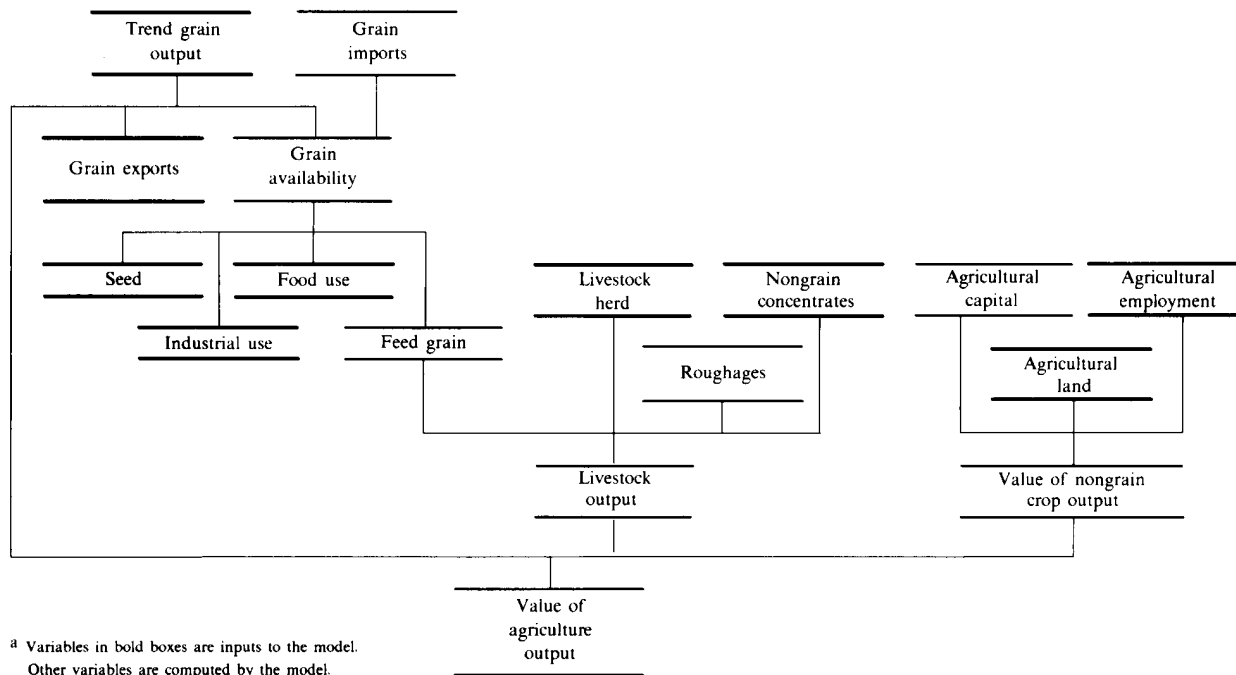 Trend grain
output
Grain
imports
Grain exports
Grain
availability
Seed
Food use
Industrial use
Feed grain
Livestock
herd
Nongrain
concentrates
Roughages
Agricultural
capital
Agricultural
employment
Agricultural
land
Livestock
output
Value of nongrain
crop output
Value of
agriculture
output
a Variables in bold boxes are inputs to the model.
Other variables are computed by the model.